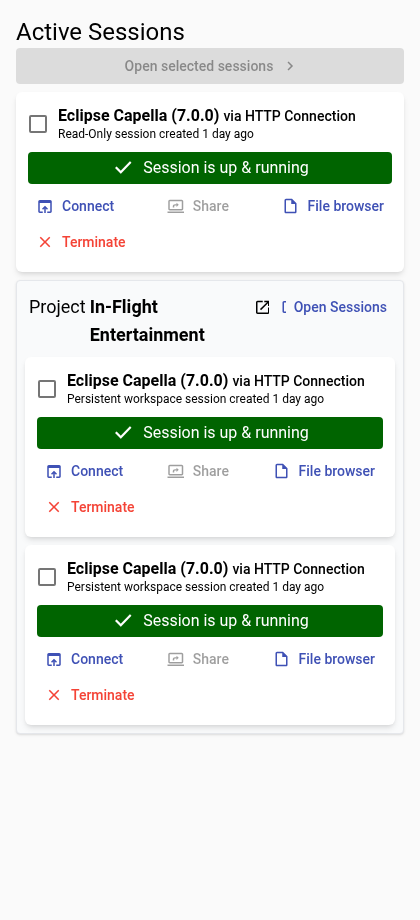 Active Sessions
Open selected sessions
Eclipse Capella (7.0.0) via HTTP Connection
Read-Only session created 1 day ago
Session is up & running
Connect Share File browser
Terminate
Project In-Flight Open Sessions
Entertainment
Eclipse Capella (7.0.0) via HTTP Connection
Persistent workspace session created 1 day ago
Session is up & running
Connect Share File browser
Terminate
Eclipse Capella (7.0.0) via HTTP Connection
Persistent workspace session created 1 day ago
Session is up & running
Connect Share File browser
Terminate